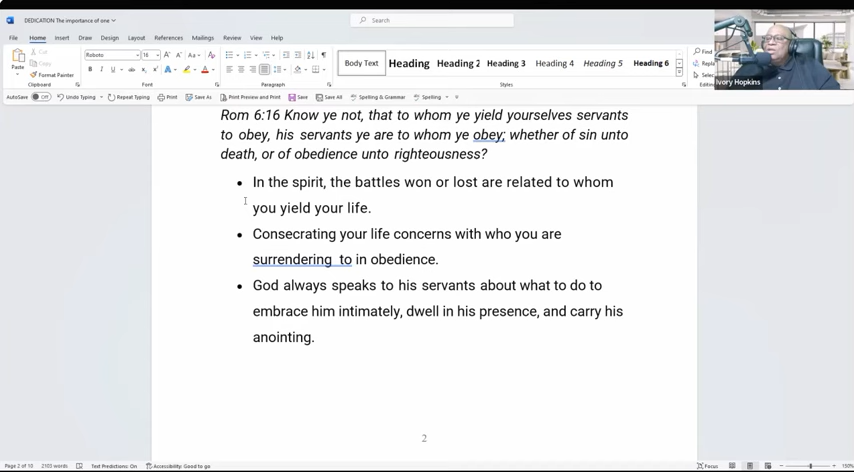 DEDICATION The importance of one
Search
File Home Insert Draw Design Layout References Mailings Review View Help
Cut
Copy
Format Painter
Paste
Roboto 16
Clipboard Font Paragraph Styles
Body Text Heading Heading 2 Heading 3 Heading 4 Heading 5 Heading 6
Find
Replace
Select
Ivory Hopkins
AutoSave Off Undo Typing Repeat Typing Print Print Preview and Print Save Save As Save All Spelling & Grammar Spelling
Rom 6:16 Know ye not, that to whom ye yield yourselves servants
to obey, his servants ye are to whom ye obey; whether of sin unto
death, or of obedience unto righteousness?
• In the spirit, the battles won or lost are related to whom
you yield your life.
• Consecrating your life concerns with who you are
surrendering to in obedience.
• God always speaks to his servants about what to do to
embrace him intimately, dwell in his presence, and carry his
anointing.
2
Page 2 of 10 2103 words Text Predictions: On Accessibility: Good to go Focus 150%